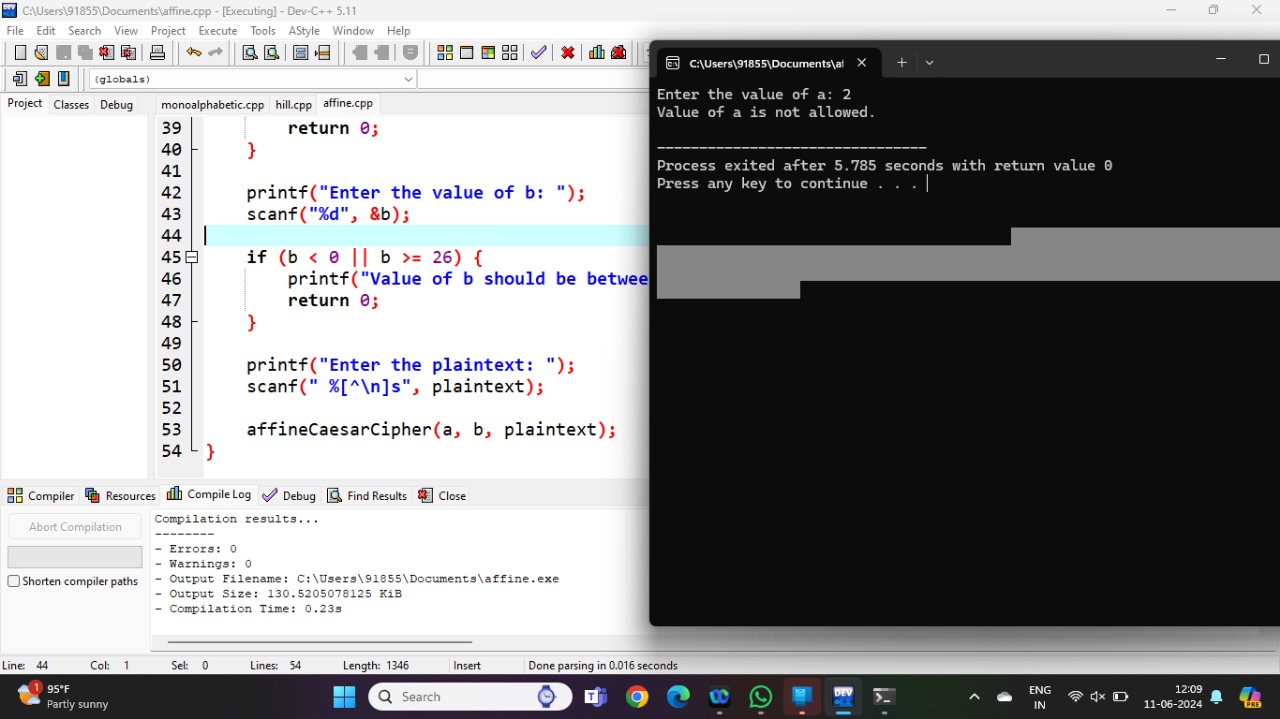 C:\Users\91855\Documents\affine.cpp - [Executing] - Dev-C++ 5.11
File Edit Search View Project Execute Tools AStyle Window Help
(globals)
Project Classes Debug
monoalphabetic.cpp hill.cpp affine.cpp
39 return 0;
40 }
41
42 printf("Enter the value of b: ");
43 scanf("%d", &b);
44
45 if (b < 0 || b >= 26) {
46 printf("Value of b should be betwee
47 return 0;
48 }
49
50 printf("Enter the plaintext: ");
51 scanf(" %[^\n]s", plaintext);
52
53 affineCaesarCipher(a, b, plaintext);
54 }
C:\Users\91855\Documents\af
Enter the value of a: 2
Value of a is not allowed.
--------------------------------
Process exited after 5.785 seconds with return value 0
Press any key to continue . . .
Compiler Resources Compile Log Debug Find Results Close
Abort Compilation
Shorten compiler paths
Compilation results...
--------
- Errors: 0
- Warnings: 0
- Output Filename: C:\Users\91855\Documents\affine.exe
- Output Size: 130.5205078125 KiB
- Compilation Time: 0.23s
Line: 44 Col: 1 Sel: 0 Lines: 54 Length: 1346 Insert Done parsing in 0.016 seconds
1
95°F
Partly sunny
Search
DEV
ENG
IN
12:09
11-06-2024
PRE